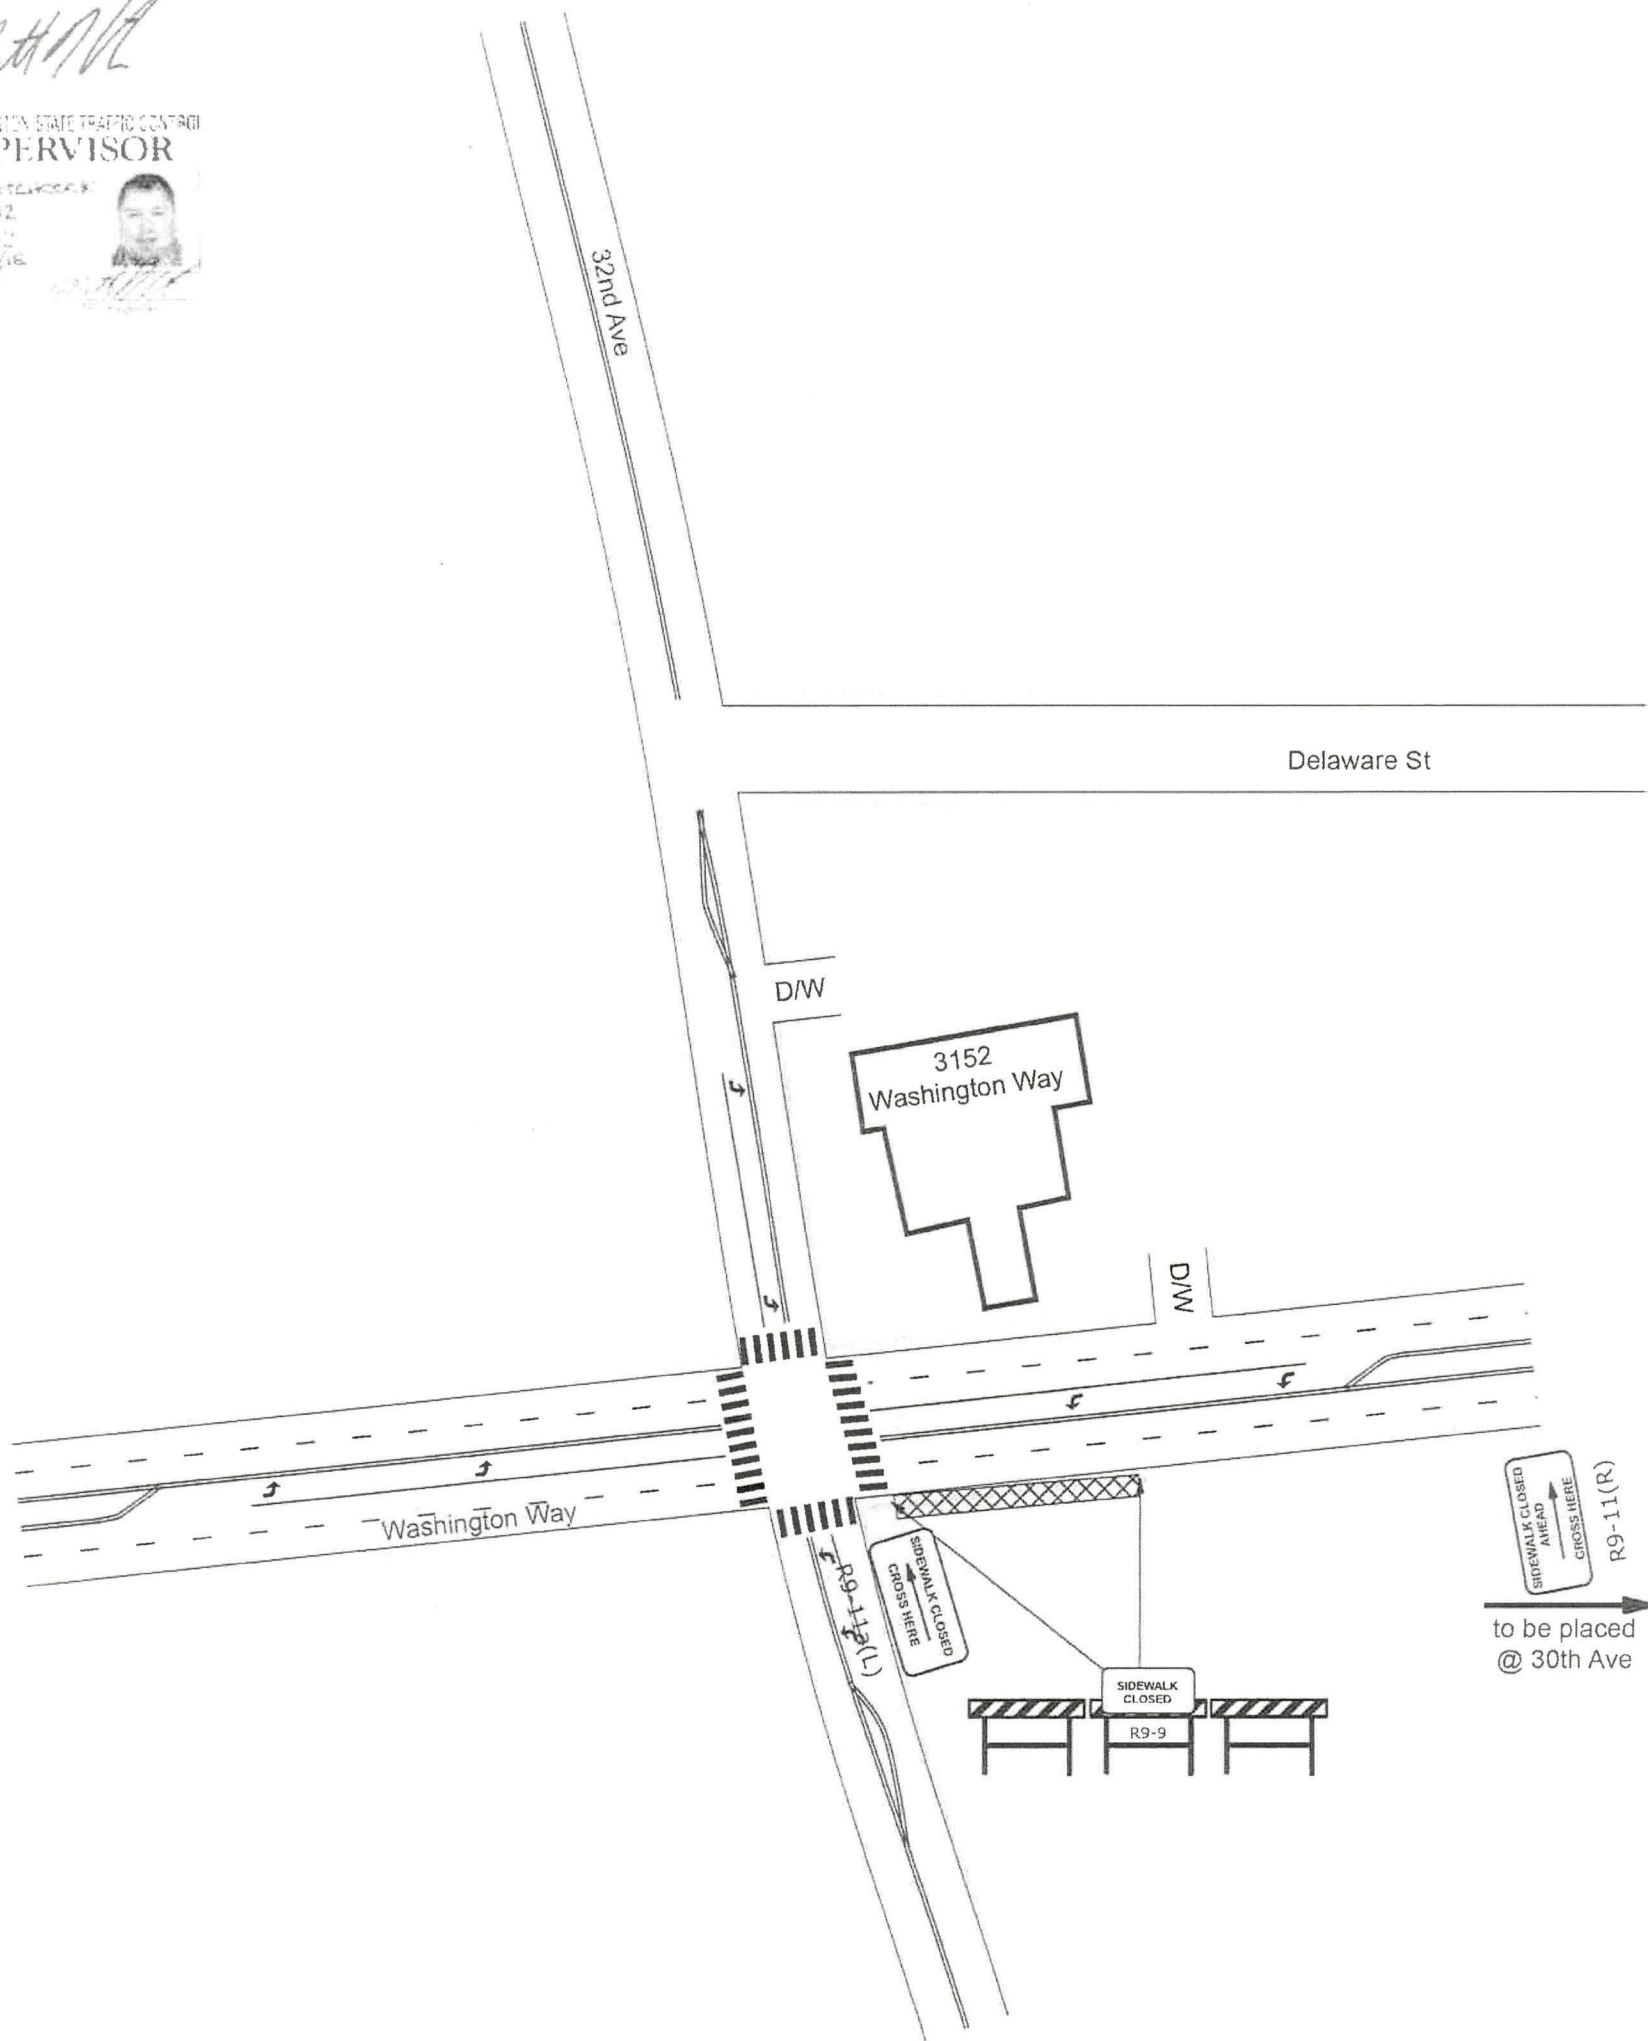 PERVISOR
32nd Ave
Delaware St
D/W
3152
Washington Way
D/W
Washington Way
R9-11a(L)
SIDEWALK CLOSED
CROSS HERE
SIDEWALK CLOSED
AHEAD
CROSS HERE
R9-11(R)
to be placed
@ 30th Ave
SIDEWALK
CLOSED
R9-9